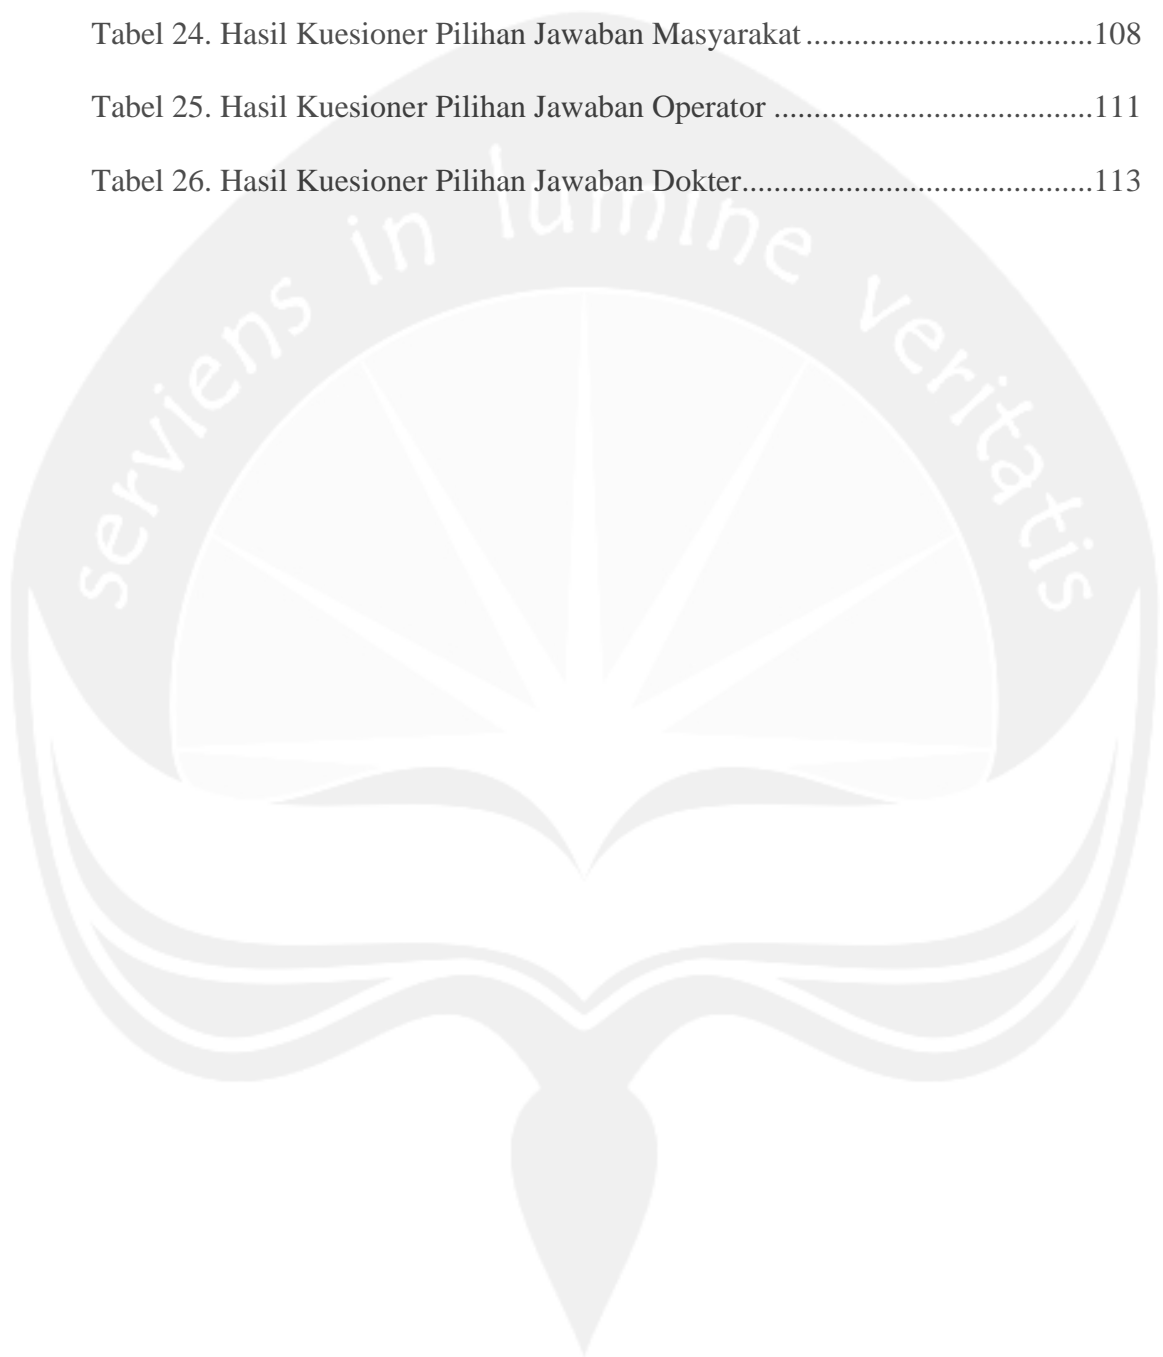 Tabel 24. Hasil Kuesioner Pilihan Jawaban Masyarakat....................................108
Tabel 25. Hasil Kuesioner Pilihan Jawaban Operator ........................................111
Tabel 26. Hasil Kuesioner Pilihan Jawaban Dokter............................................113
serviens in lumine veritatis